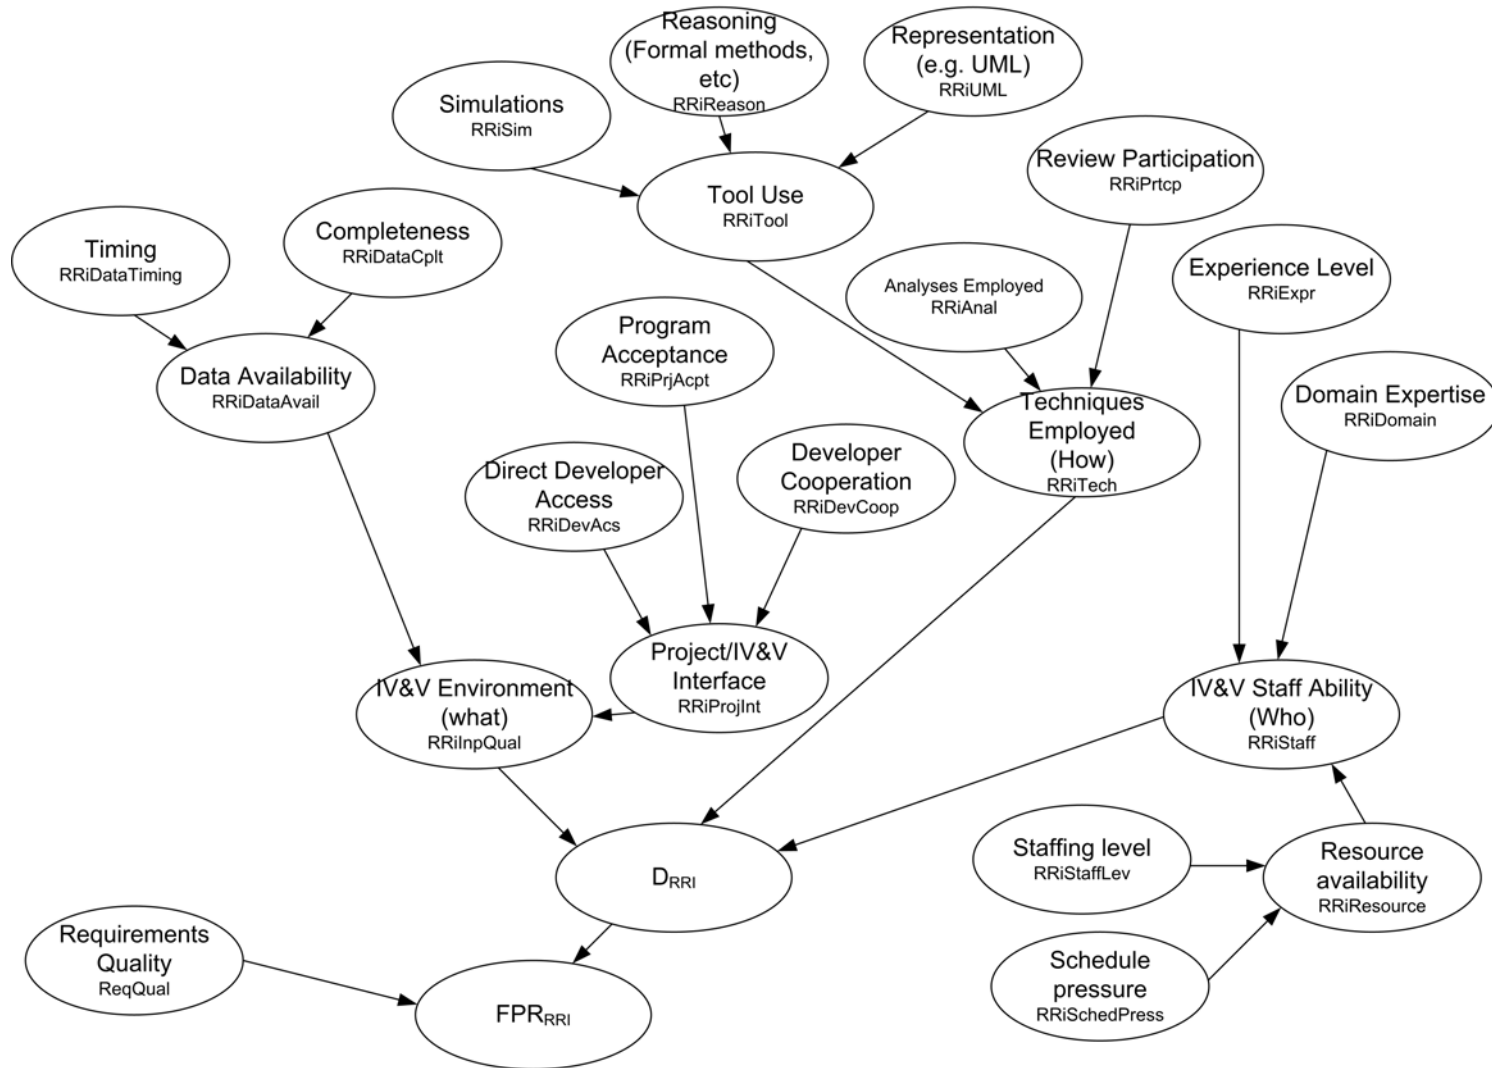 Reasoning
(Formal methods,
etc)
RRiReason
Representation
(e.g. UML)
RRiUML
Simulations
RRiSim
Review Participation
RRiPrtcp
Tool Use
RRiTool
Completeness
RRiDataCplt
Timing
RRiDataTiming
Experience Level
RRiExpr
Analyses Employed
RRiAnal
Program
Acceptance
RRiPrjAcpt
Data Availability
RRiDataAvail
Domain Expertise
RRiDomain
Techniques
Employed
(How)
RRiTech
Direct Developer
Access
RRiDevAcs
Developer
Cooperation
RRiDevCoop
Project/IV&V
Interface
RRiProjInt
IV&V Environment
(what)
RRiInpQual
IV&V Staff Ability
(Who)
RRiStaff
Staffing level
RRiStaffLev
Resource
availability
RRiResource
DRRI
Requirements
Quality
ReqQual
Schedule
pressure
RRiSchedPress
FPRRRI